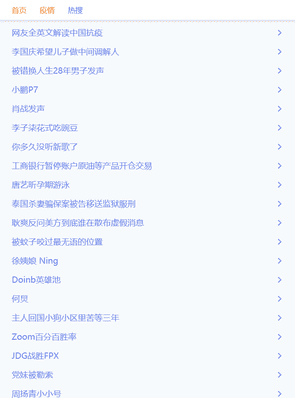 首页 疫情 热搜
网友全英文解读中国抗疫
李国庆希望儿子做中间调解人
被错换人生28年男子发声
小鹏P7
肖战发声
李子柒花式吃豌豆
你多久没听新歌了
工商银行暂停账户原油等产品开仓交易
唐艺昕孕期游泳
泰国杀妻骗保案被告移送监狱服刑
耿爽反问美方到底谁在散布虚假消息
被蚊子咬过最无语的位置
徐姨娘 Ning
Doinb英雄池
何炅
主人回国小狗小区里苦等三年
Zoom百分百胜率
JDG战胜FPX
党妹被勒索
周扬青小小号